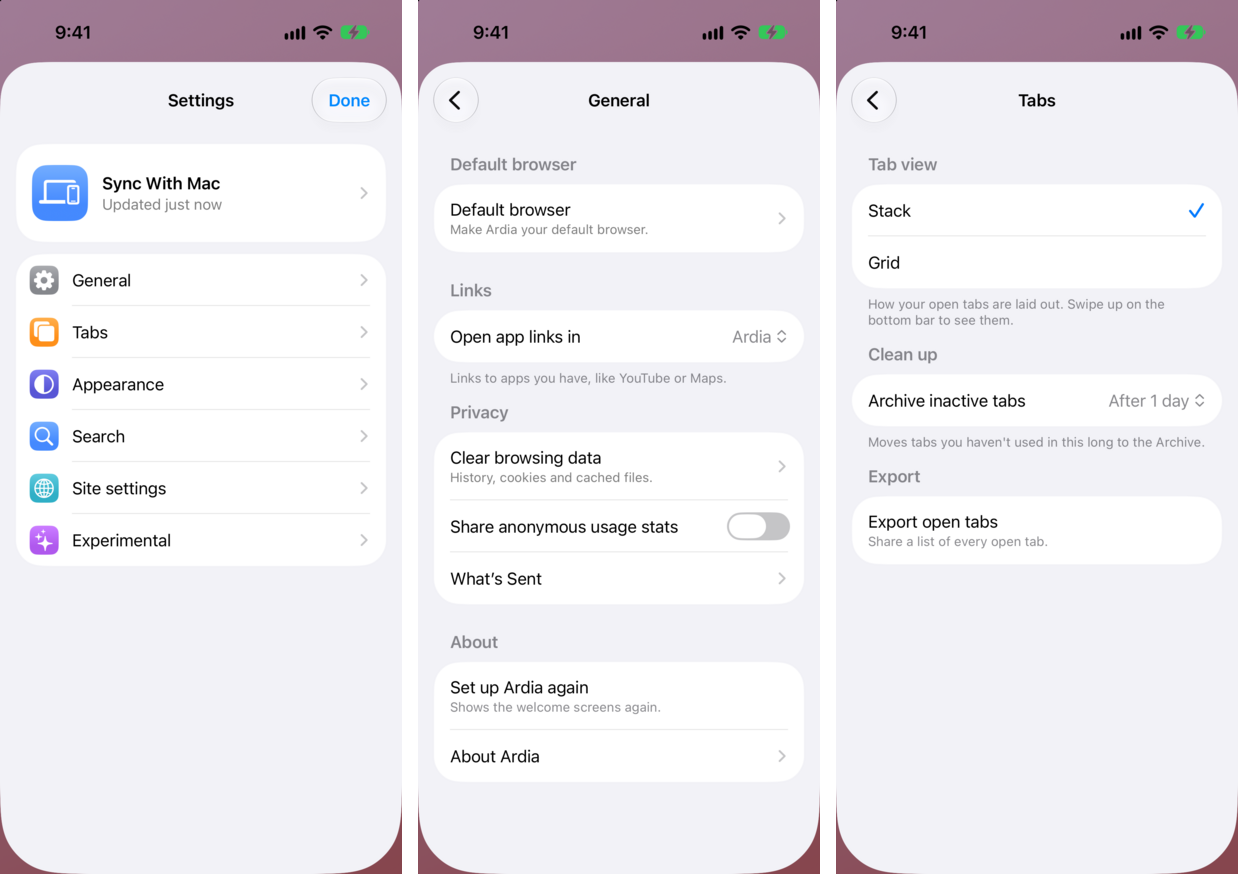 9:41
Settings
Done
Sync With Mac
Updated just now
General
Tabs
Appearance
Search
Site settings
Experimental
9:41
General
Default browser
Default browser
Make Ardia your default browser.
Links
Open app links in
Ardia
Links to apps you have, like YouTube or Maps.
Privacy
Clear browsing data
History, cookies and cached files.
Share anonymous usage stats
What’s Sent
About
Set up Ardia again
Shows the welcome screens again.
About Ardia
9:41
Tabs
Tab view
Stack
Grid
How your open tabs are laid out. Swipe up on the
bottom bar to see them.
Clean up
Archive inactive tabs
After 1 day
Moves tabs you haven't used in this long to the Archive.
Export
Export open tabs
Share a list of every open tab.